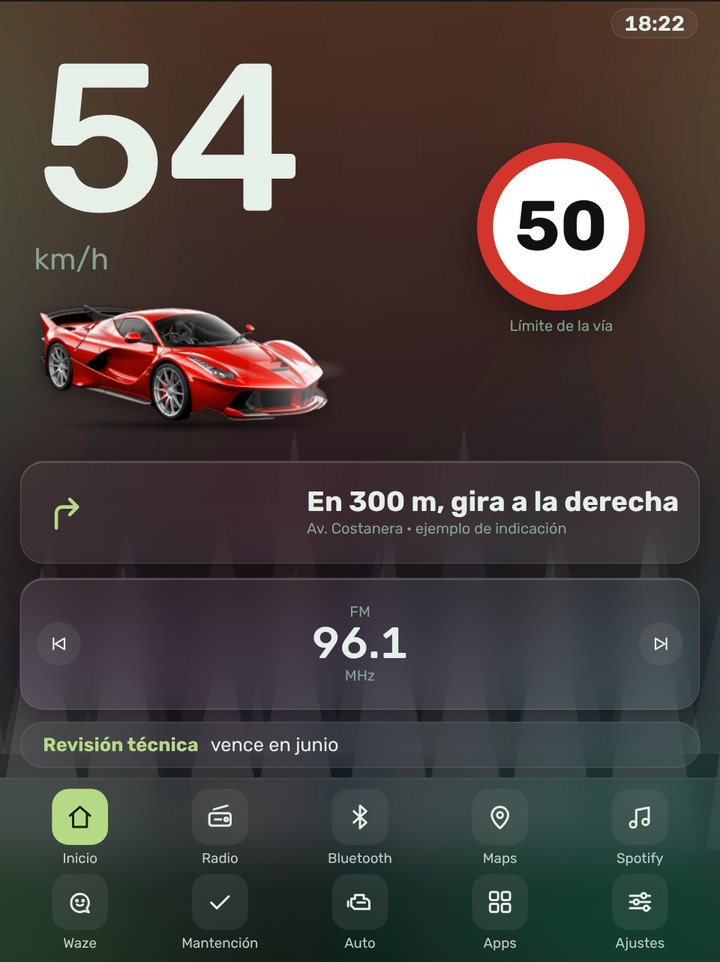 18:22
54
km/h
50
Límite de la vía
En 300 m, gira a la derecha
Av. Costanera • ejemplo de indicación
FM
96.1
MHz
Revisión técnica vence en junio
Inicio Radio Bluetooth Maps Spotify
Waze Mantención Auto Apps Ajustes